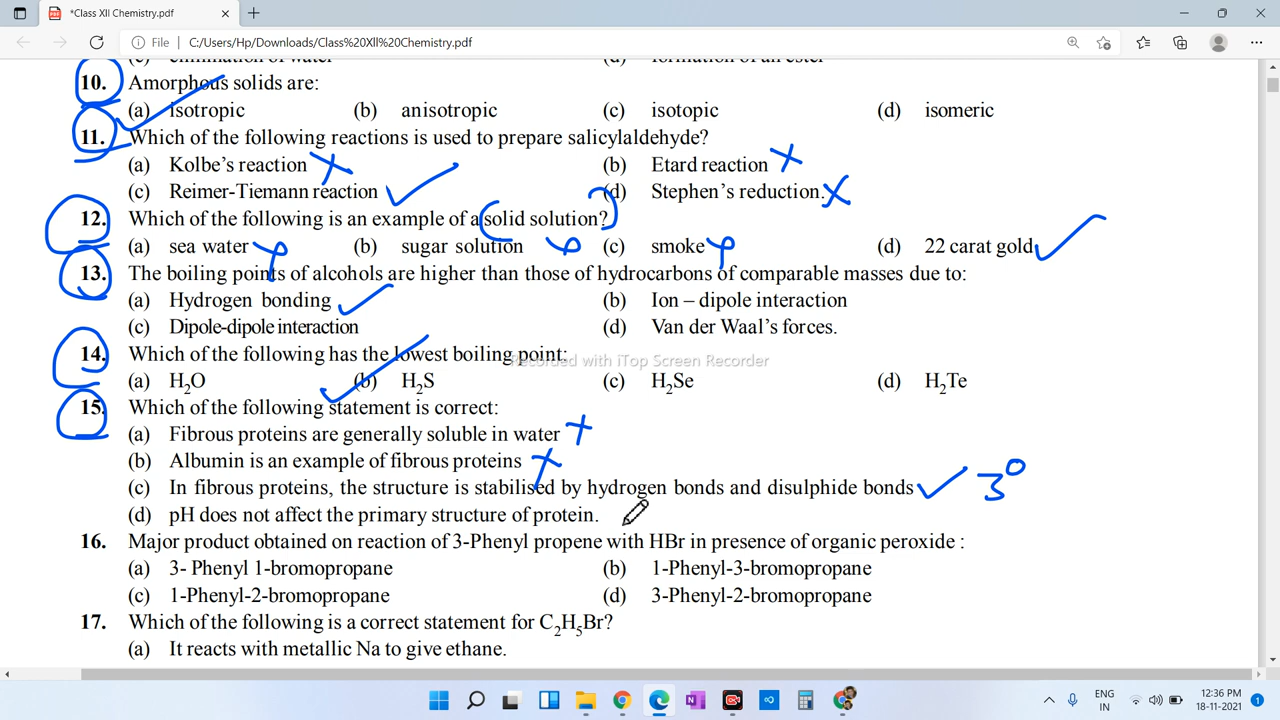 *Class XII Chemistry.pdf
File C:/Users/Hp/Downloads/Class%20XII%20Chemistry.pdf
(c) elimination of water (d) formation of an ester
10. Amorphous solids are:
(a) isotropic (b) anisotropic (c) isotopic (d) isomeric
11. Which of the following reactions is used to prepare salicylaldehyde?
(a) Kolbe's reaction (b) Etard reaction
(c) Reimer-Tiemann reaction (d) Stephen's reduction.
12. Which of the following is an example of a solid solution?
(a) sea water (b) sugar solution (c) smoke (d) 22 carat gold
13. The boiling points of alcohols are higher than those of hydrocarbons of comparable masses due to:
(a) Hydrogen bonding (b) Ion – dipole interaction
(c) Dipole-dipole interaction (d) Van der Waal's forces.
14. Which of the following has the lowest boiling point:
Recorded with iTop Screen Recorder
(a) H₂O (b) H₂S (c) H₂Se (d) H₂Te
15. Which of the following statement is correct:
(a) Fibrous proteins are generally soluble in water
(b) Albumin is an example of fibrous proteins
(c) In fibrous proteins, the structure is stabilised by hydrogen bonds and disulphide bonds 3°
(d) pH does not affect the primary structure of protein.
16. Major product obtained on reaction of 3-Phenyl propene with HBr in presence of organic peroxide :
(a) 3- Phenyl 1-bromopropane (b) 1-Phenyl-3-bromopropane
(c) 1-Phenyl-2-bromopropane (d) 3-Phenyl-2-bromopropane
17. Which of the following is a correct statement for C₂H₅Br?
(a) It reacts with metallic Na to give ethane.
ENG
IN
12:36 PM
18-11-2021
1